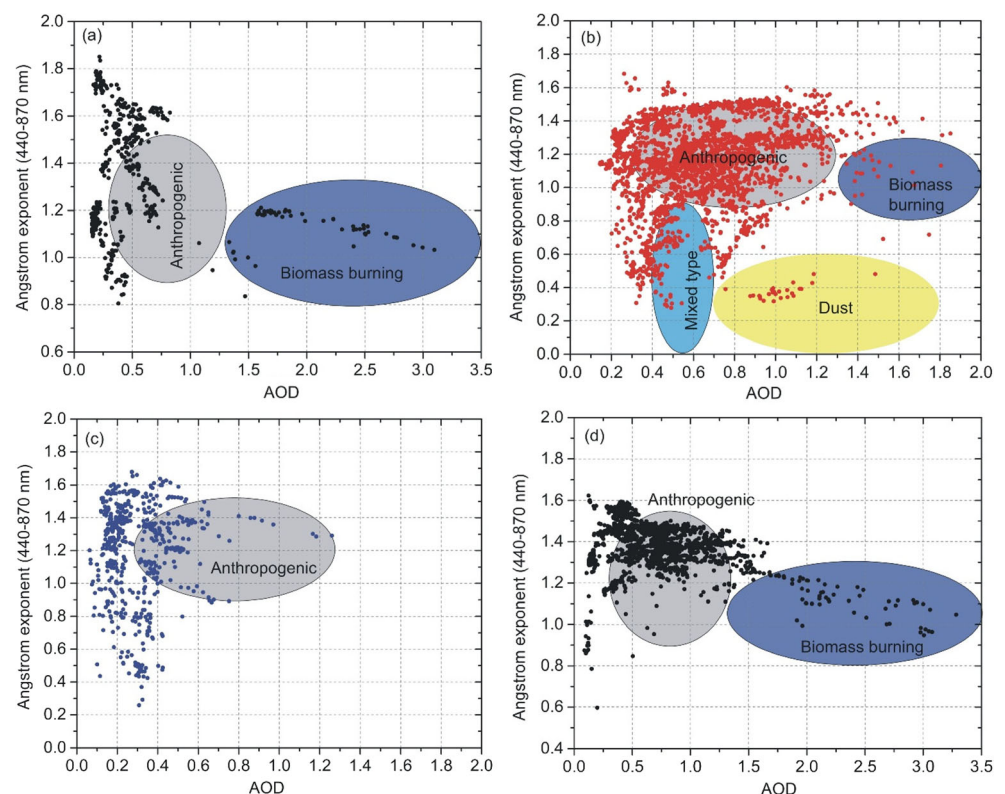 (a)
Angstrom exponent (440-870 nm)
2.0
1.8
1.6
1.4
1.2
1.0
0.8
0.6
Anthropogenic
Biomass burning
0.0 0.5 1.0 1.5 2.0 2.5 3.0 3.5
AOD
(b)
Angstrom exponent (440-870 nm)
2.0
1.8
1.6
1.4
1.2
1.0
0.8
0.6
0.4
0.2
0.0
Anthropogenic
Biomass
burning
Mixed type
Dust
0.0 0.2 0.4 0.6 0.8 1.0 1.2 1.4 1.6 1.8 2.0
AOD
(c)
Angstrom exponent (440-870 nm)
2.0
1.8
1.6
1.4
1.2
1.0
0.8
0.6
0.4
0.2
0.0
Anthropogenic
0.0 0.2 0.4 0.6 0.8 1.0 1.2 1.4 1.6 1.8 2.0
AOD
(d)
Angstrom exponent (440-870 nm)
2.0
1.8
1.6
1.4
1.2
1.0
0.8
0.6
0.4
Anthropogenic
Biomass burning
0.0 0.5 1.0 1.5 2.0 2.5 3.0 3.5
AOD